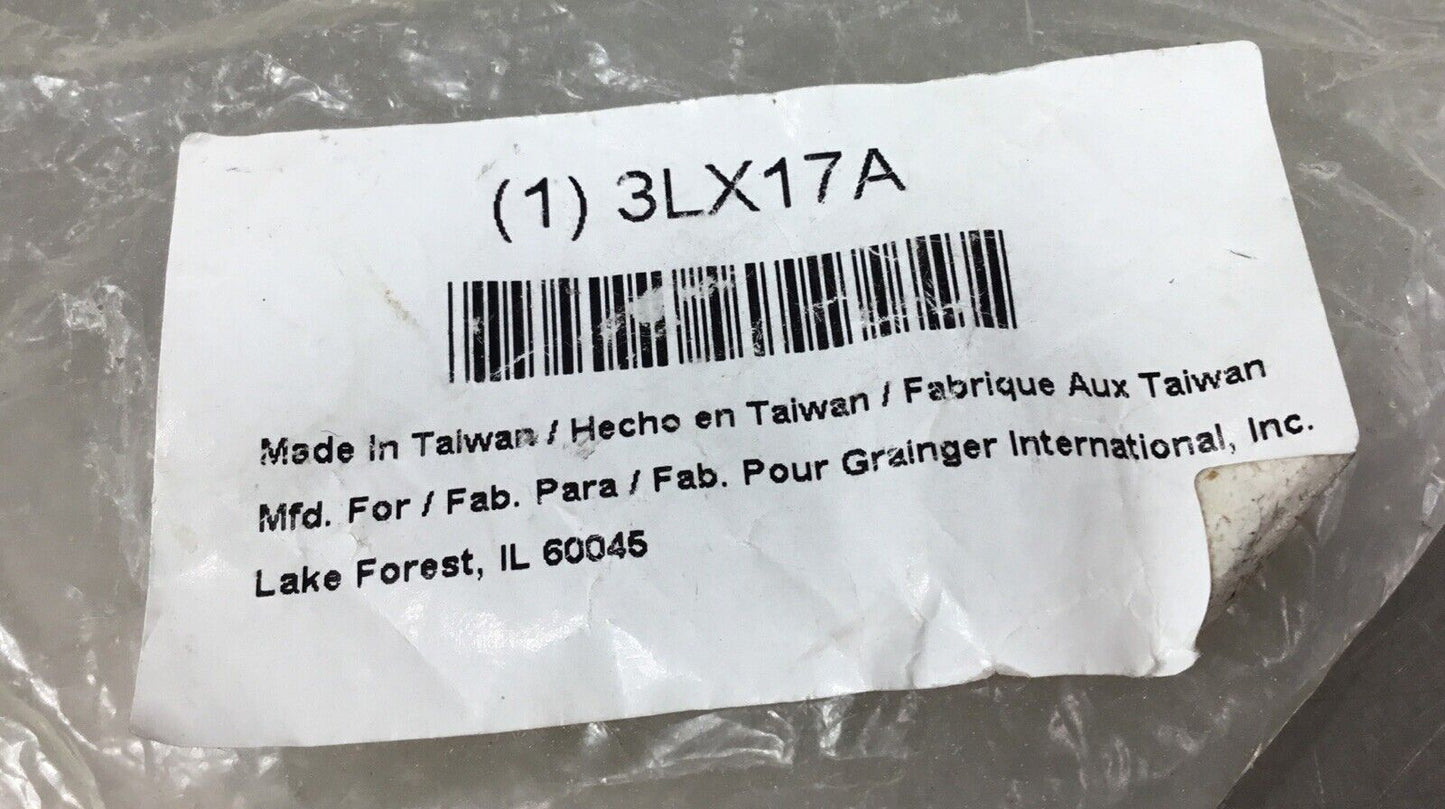 (1) 3LX17A
Made In Taiwan / Hecho en Taiwan / Fabrique Aux Taiwan
Mfd. For / Fab. Para / Fab. Pour Grainger International, Inc.
Lake Forest, IL 60045